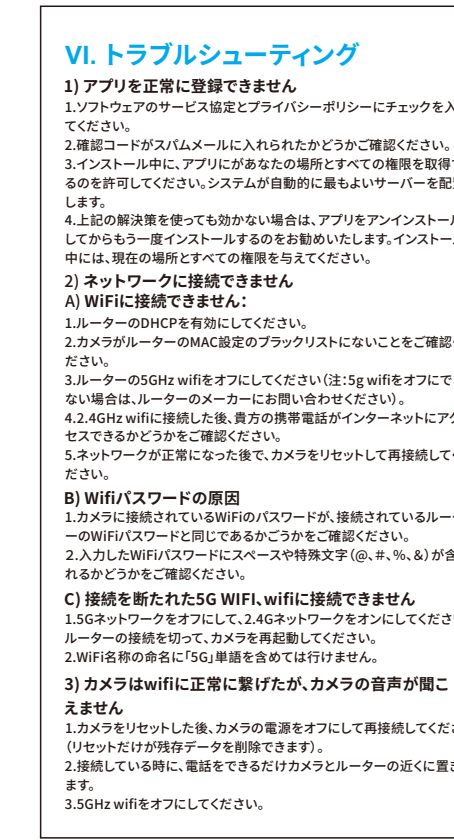 VI. トラブルシューティング
1) アプリを正常に登録できません
1.ソフトウェアのサービス協定とプライバシーポリシーにチェックを入
てください。
2.確認コードがスパムメールに入れられたかどうかご確認ください。
3.インストール中に、アプリにがあなたの場所とすべての権限を取得
るのを許可してください。システムが自動的に最もよいサーバーを配
します。
4.上記の解決策を使っても効かない場合は、アプリをアンインストール
してからもう一度インストールするのをお勧めいたします。インストー
中には、現在の場所とすべての権限を与えてください。
2) ネットワークに接続できません
A) WiFiに接続できません:
1.ルーターのDHCPを有効にしてください。
2.カメラがルーターのMAC設定のブラックリストにないことをご確認
ださい。
3.ルーターの5GHz wifiをオフにしてください(注:5g wifiをオフにで
ない場合は、ルーターのメーカーにお問い合わせください)。
4.2.4GHz wifiに接続した後、貴方の携帯電話がインターネットにアク
セスできるかどうかをご確認ください。
5.ネットワークが正常になった後で、カメラをリセットして再接続して
ださい。
B) Wifiパスワードの原因
1.カメラに接続されているWiFiのパスワードが、接続されているルー
ーのWiFiパスワードと同じであるかごうかをご確認ください。
2.入力したWiFiパスワードにスペースや特殊文字(@、#、%、&)が含
れるかどうかをご確認ください。
C) 接続を断たれた5G WIFI、wifiに接続できません
1.5Gネットワークをオフにして、2.4Gネットワークをオンにしてくださ
ルーターの接続を切って、カメラを再起動してください。
2.WiFi名称の命名に「5G」単語を含めては行けません。
3) カメラはwifiに正常に繋げたが、カメラの音声が聞こ
えません
1.カメラをリセットした後、カメラの電源をオフにして再接続してくださ
(リセットだけが残存データを削除できます)。
2.接続している時に、電話をできるだけカメラとルーターの近くに置き
ます。
3.5GHz wifiをオフにしてください。